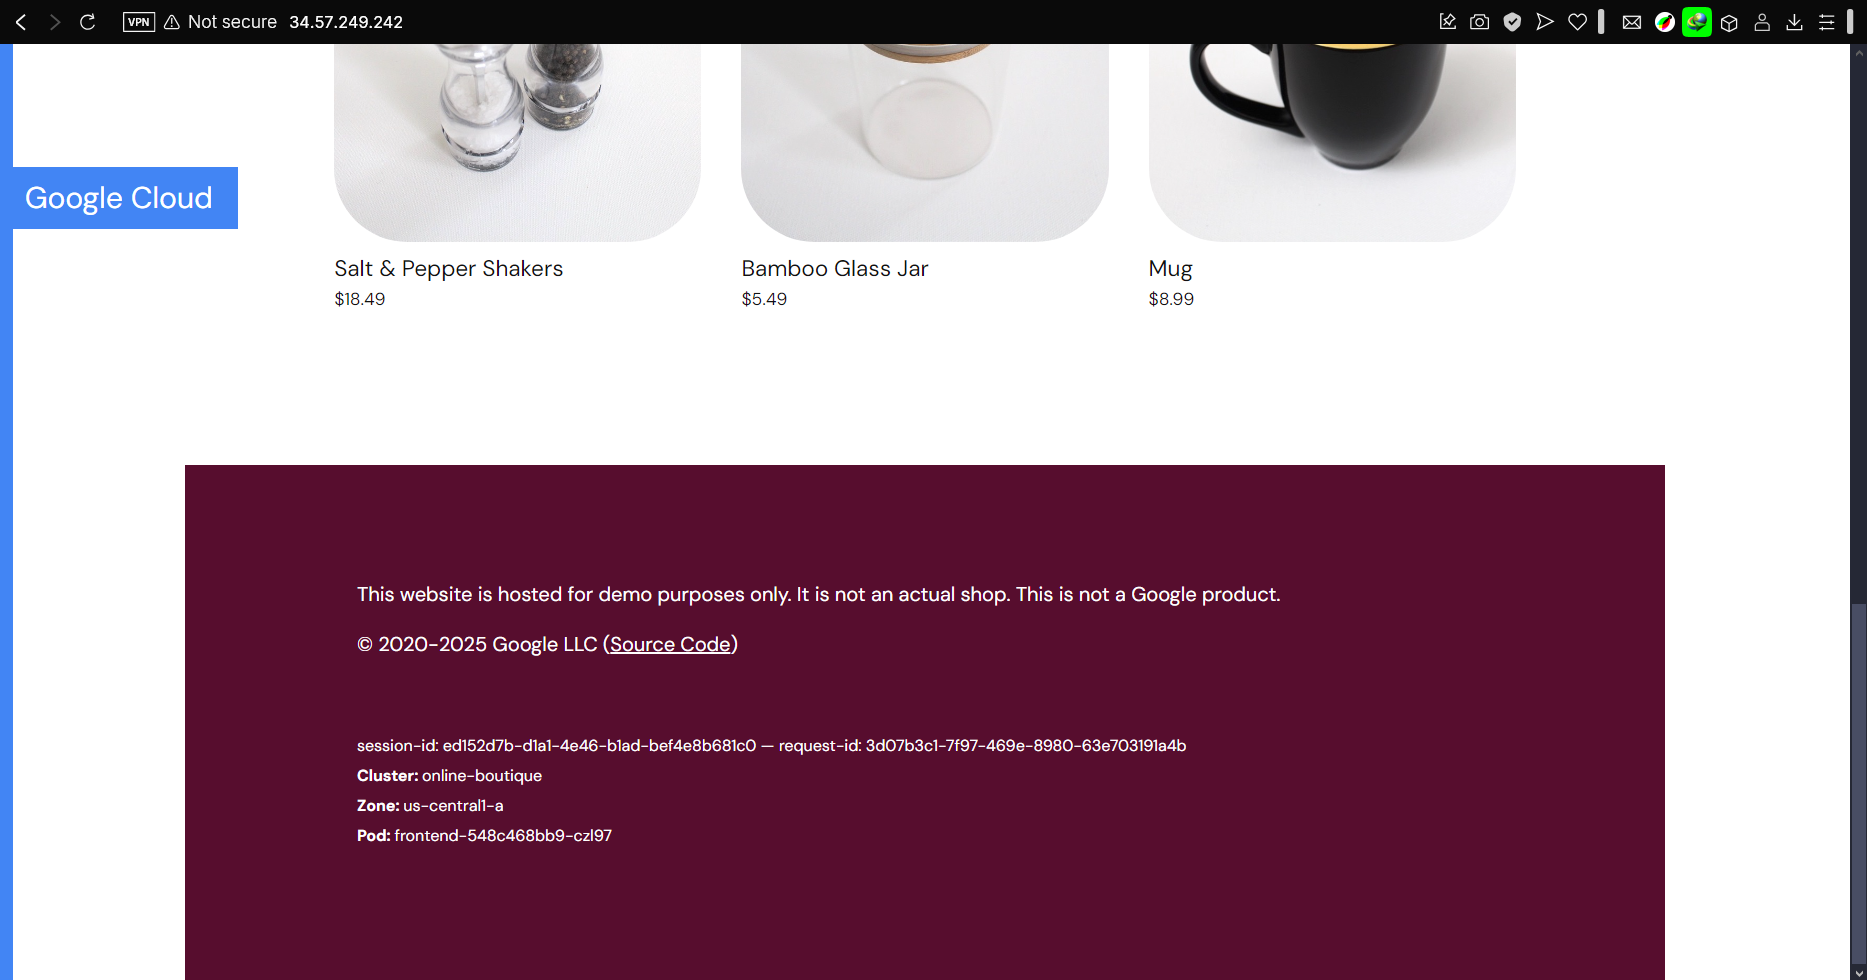 VPN Not secure 34.57.249.242
Google Cloud
Salt & Pepper Shakers
$18.49
Bamboo Glass Jar
$5.49
Mug
$8.99
This website is hosted for demo purposes only. It is not an actual shop. This is not a Google product.
© 2020-2025 Google LLC (Source Code)
session-id: ed152d7b-d1a1-4e46-b1ad-bef4e8b681c0 — request-id: 3d07b3c1-7f97-469e-8980-63e703191a4b
Cluster: online-boutique
Zone: us-central1-a
Pod: frontend-548c468bb9-czl97